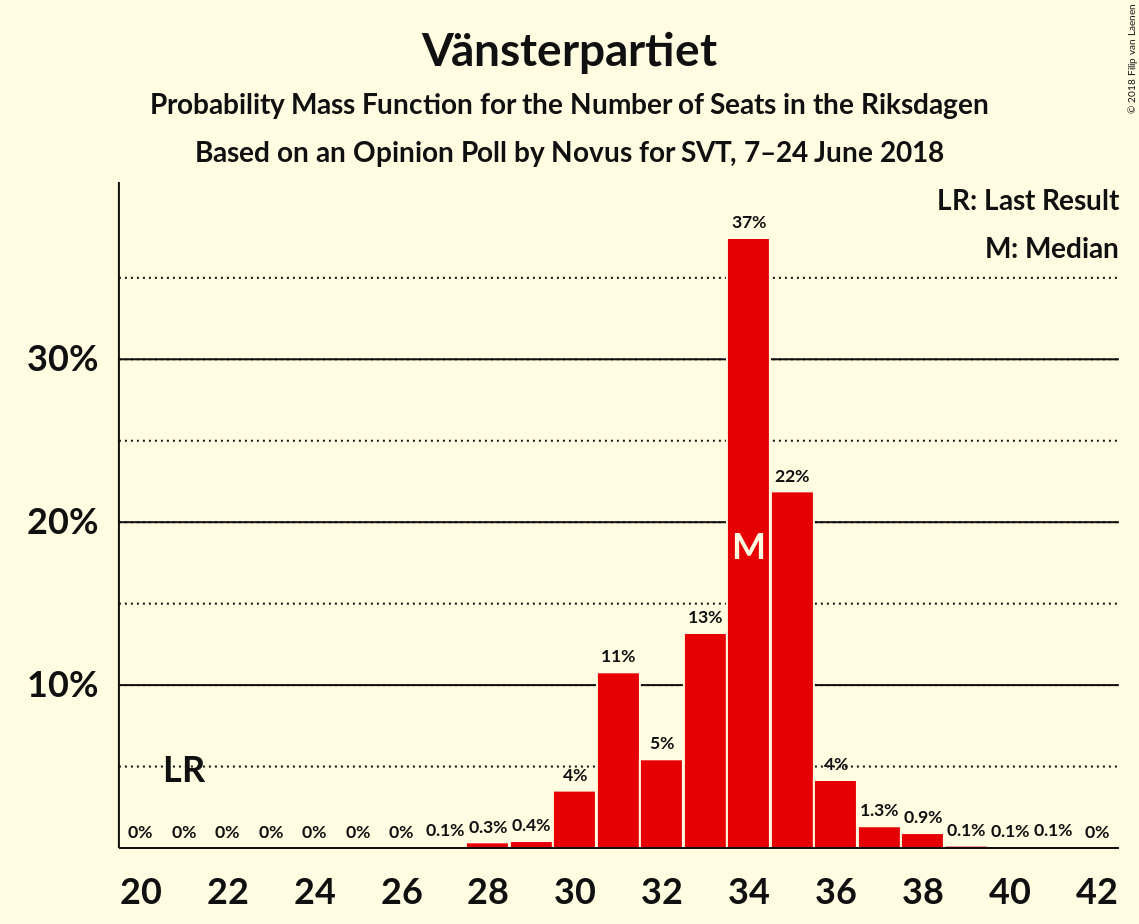 Vänsterpartiet
Probability Mass Function for the Number of Seats in the Riksdagen
Based on an Opinion Poll by Novus for SVT, 7–24 June 2018
© 2018 Filip van Laenen
LR: Last Result
M: Median
37%
30%
22%
20%
M
13%
11%
10%
5%
LR
4%
4%
0% 0% 0% 0% 0% 0% 0% 0.1% 0.3% 0.4% 1.3% 0.9% 0.1% 0.1% 0.1% 0%
20 22 24 26 28 30 32 34 36 38 40 42